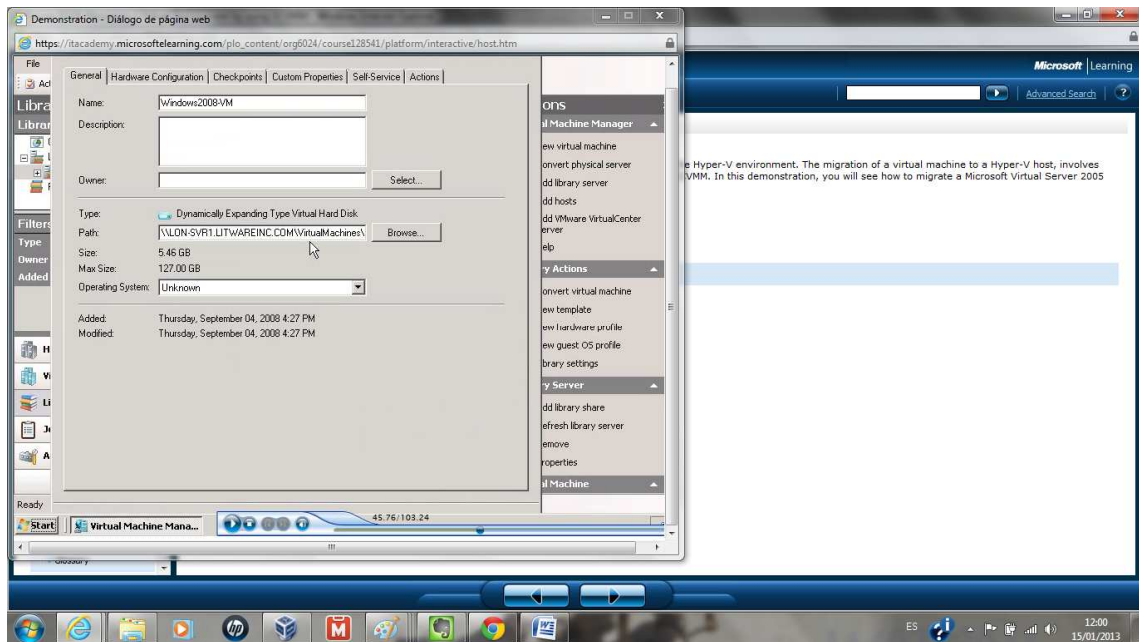 Demonstration - Diálogo de página web
https://itacademy.microsoftelearning.com/plo_content/org6024/course128541/platform/interactive/host.htm
File
General
Hardware Configuration
Checkpoints
Custom Properties
Self-Service
Actions
Name:
Windows2008-VM
Description:
Owner:
Select...
Type:
Dynamically Expanding Type Virtual Hard Disk
Path:
\\LON-SVR1.LITWAREINC.COM\VirtualMachines\
Browse...
Size:
5.46 GB
Max Size:
127.00 GB
Operating System:
Unknown
Added:
Thursday, September 04, 2008 4:27 PM
Modified:
Thursday, September 04, 2008 4:27 PM
Filters
Type
Owner
Added
Ready
Start
Virtual Machine Mana...
45.76/103.24
ons
al Machine Manager
ew virtual machine
onvert physical server
dd library server
dd hosts
dd VMware VirtualCenter
erver
elp
y Actions
onvert virtual machine
ew template
ew hardware profile
ew guest OS profile
brary settings
y Server
dd library share
efresh library server
emove
roperties
al Machine
Microsoft | Learning
Advanced Search
e Hyper-V environment. The migration of a virtual machine to a Hyper-V host, involves
VMM. In this demonstration, you will see how to migrate a Microsoft Virtual Server 2005
Glossary
ES
12:00
15/01/2013